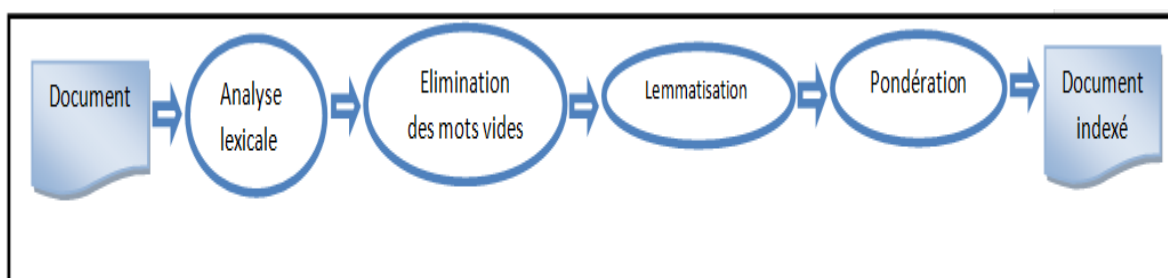 Document
Analyse
lexicale
Elimination
des mots vides
Lemmatisation
Pondération
Document
indexé